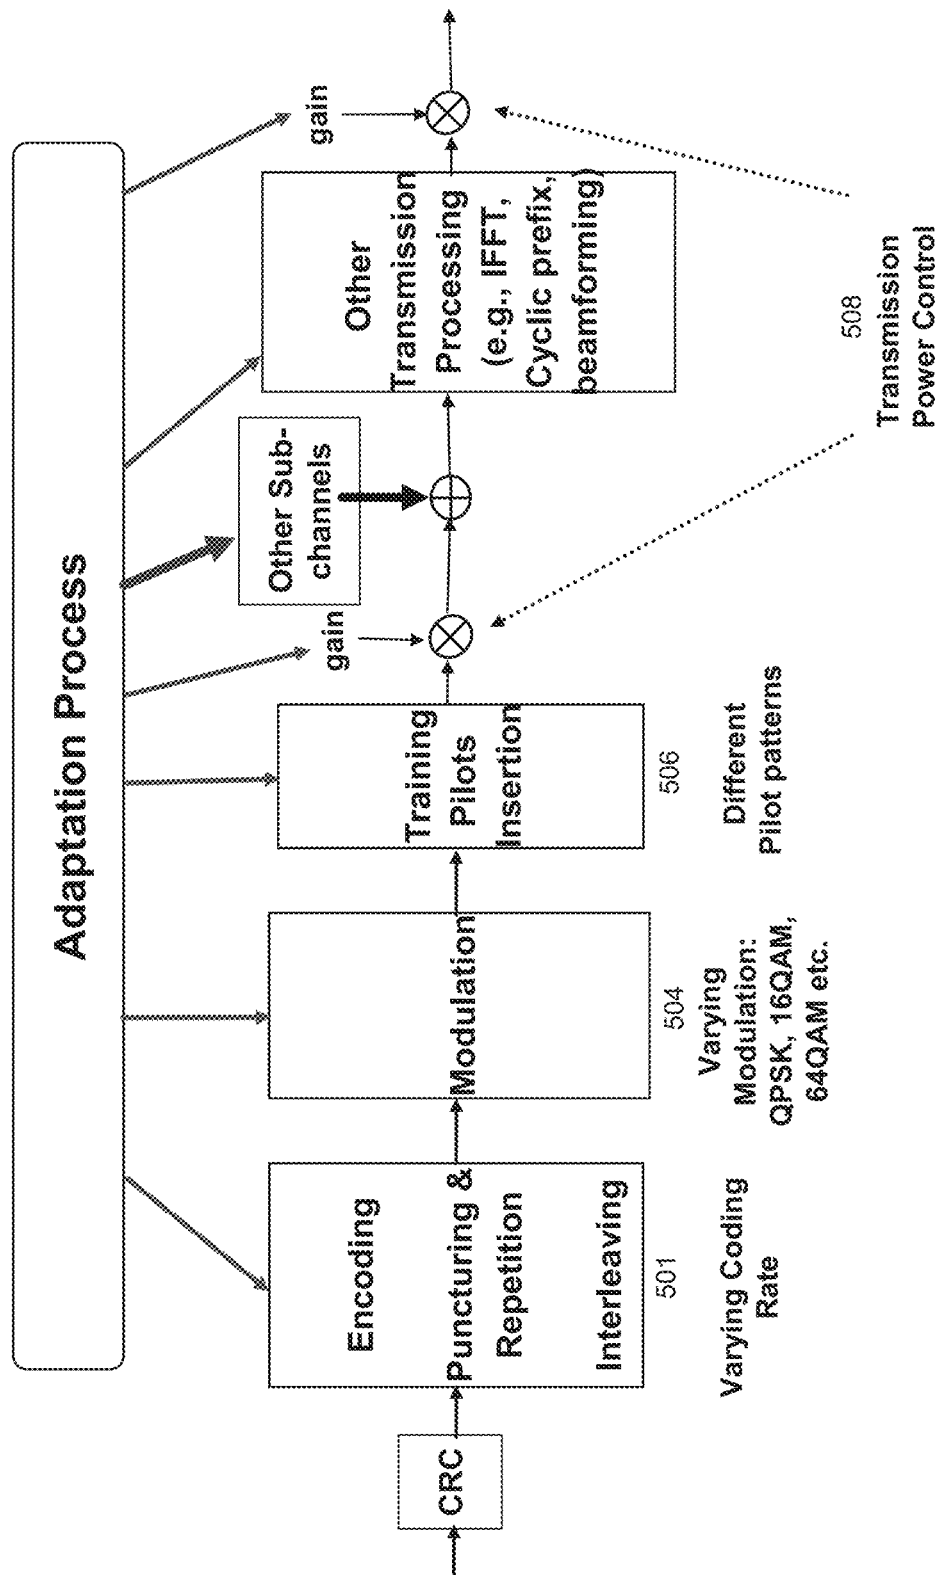 Adaptation Process
CRC
Encoding
Puncturing &
Repetition
Interleaving
501
Varying Coding
Rate
Modulation
504
Varying
Modulation:
QPSK, 16QAM,
64QAM etc.
Training
Pilots
Insertion
506
Different
Pilot patterns
gain
Other Sub-
channels
Other
Transmission
Processing
(e.g., IFFT,
Cyclic prefix,
beamforming)
gain
508
Transmission
Power Control